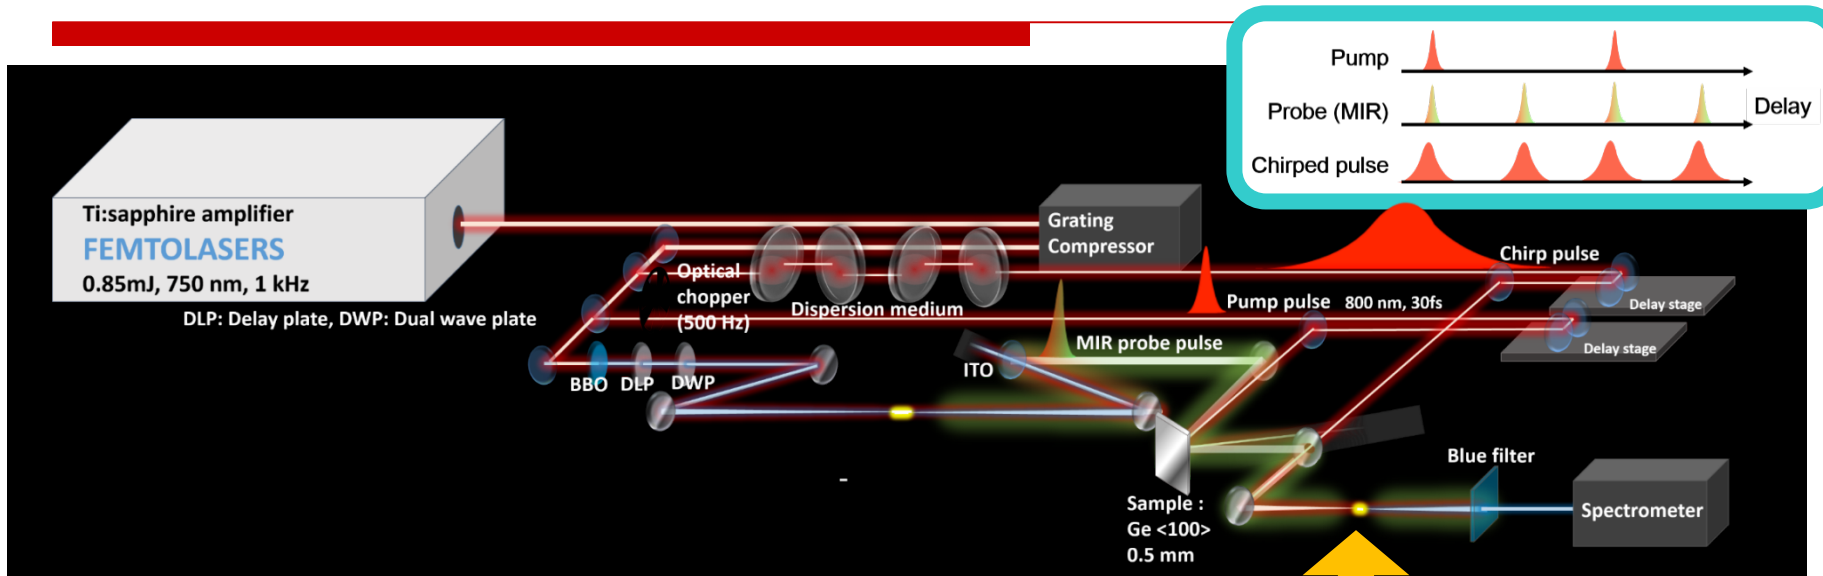 Pump
Probe (MIR)
Delay
Chirped pulse
Ti:sapphire amplifier
FEMTOLASERS
0.85mJ, 750 nm, 1 kHz
Grating
Compressor
Chirp pulse
Optical
chopper
(500 Hz)
Dispersion medium
Pump pulse 800 nm, 30fs
Delay stage
DLP: Delay plate, DWP: Dual wave plate
MIR probe pulse
Delay stage
BBO DLP DWP
ITO
Blue filter
-
Sample :
Ge <100>
0.5 mm
Spectrometer